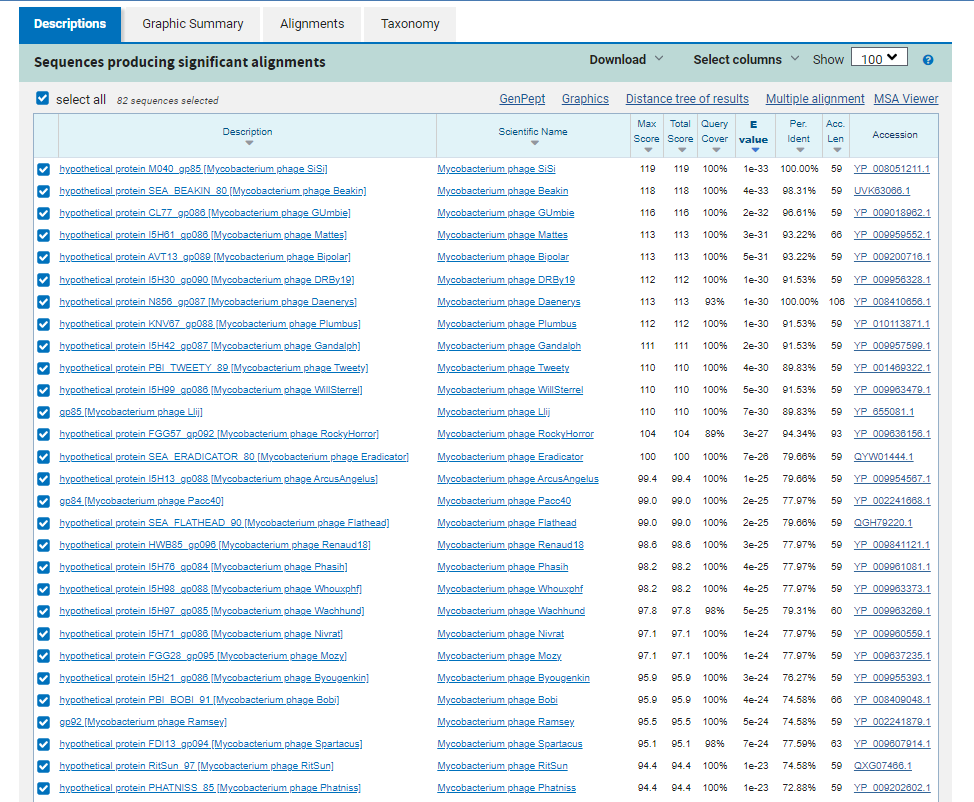 Descriptions Graphic Summary Alignments Taxonomy
Sequences producing significant alignments Download Select columns Show 100 ?
select all 82 sequences selected GenPept Graphics Distance tree of results Multiple alignment MSA Viewer
Description Scientific Name Max Score Total Score Query Cover E value Per. Ident Acc. Len Accession
hypothetical protein M040_gp85 [Mycobacterium phage SiSi] Mycobacterium phage SiSi 119 119 100% 1e-33 100.00% 59 YP_008051211.1
hypothetical protein SEA_BEAKIN_80 [Mycobacterium phage Beakin] Mycobacterium phage Beakin 118 118 100% 4e-33 98.31% 59 UVK63066.1
hypothetical protein CL77_gp086 [Mycobacterium phage GUmbie] Mycobacterium phage GUmbie 116 116 100% 2e-32 96.61% 59 YP_009018962.1
hypothetical protein I5H61_gp086 [Mycobacterium phage Mattes] Mycobacterium phage Mattes 113 113 100% 3e-31 93.22% 66 YP_009959552.1
hypothetical protein AVT13_gp089 [Mycobacterium phage Bipolar] Mycobacterium phage Bipolar 113 113 100% 5e-31 93.22% 59 YP_009200716.1
hypothetical protein I5H30_gp090 [Mycobacterium phage DRBy19] Mycobacterium phage DRBy19 112 112 100% 1e-30 91.53% 59 YP_009956328.1
hypothetical protein N856_gp087 [Mycobacterium phage Daenerys] Mycobacterium phage Daenerys 113 113 93% 1e-30 100.00% 106 YP_008410656.1
hypothetical protein KNV67_gp088 [Mycobacterium phage Plumbus] Mycobacterium phage Plumbus 112 112 100% 1e-30 91.53% 59 YP_010113871.1
hypothetical protein I5H42_gp087 [Mycobacterium phage Gandalph] Mycobacterium phage Gandalph 111 111 100% 2e-30 91.53% 59 YP_009957599.1
hypothetical protein PBI_TWEETY_89 [Mycobacterium phage Tweety] Mycobacterium phage Tweety 110 110 100% 4e-30 89.83% 59 YP_001469322.1
hypothetical protein I5H99_gp086 [Mycobacterium phage WillSterrel] Mycobacterium phage WillSterrel 110 110 100% 5e-30 91.53% 59 YP_009963479.1
gp85 [Mycobacterium phage Llij] Mycobacterium phage Llij 110 110 100% 7e-30 89.83% 59 YP_655081.1
hypothetical protein FGG57_gp092 [Mycobacterium phage RockyHorror] Mycobacterium phage RockyHorror 104 104 89% 3e-27 94.34% 93 YP_009636156.1
hypothetical protein SEA_ERADICATOR_80 [Mycobacterium phage Eradicator] Mycobacterium phage Eradicator 100 100 100% 7e-26 79.66% 59 QYW01444.1
hypothetical protein I5H13_gp088 [Mycobacterium phage ArcusAngelus] Mycobacterium phage ArcusAngelus 99.4 99.4 100% 1e-25 79.66% 59 YP_009954567.1
gp84 [Mycobacterium phage Pacc40] Mycobacterium phage Pacc40 99.0 99.0 100% 2e-25 77.97% 59 YP_002241668.1
hypothetical protein SEA_FLATHEAD_90 [Mycobacterium phage Flathead] Mycobacterium phage Flathead 99.0 99.0 100% 2e-25 79.66% 59 QGH79220.1
hypothetical protein HWB85_gp096 [Mycobacterium phage Renaud18] Mycobacterium phage Renaud18 98.6 98.6 100% 3e-25 77.97% 59 YP_009841121.1
hypothetical protein I5H76_gp084 [Mycobacterium phage Phasih] Mycobacterium phage Phasih 98.2 98.2 100% 4e-25 77.97% 59 YP_009961081.1
hypothetical protein I5H98_gp088 [Mycobacterium phage Whouxphf] Mycobacterium phage Whouxphf 98.2 98.2 100% 4e-25 77.97% 59 YP_009963373.1
hypothetical protein I5H97_gp085 [Mycobacterium phage Wachhund] Mycobacterium phage Wachhund 97.8 97.8 98% 5e-25 79.31% 60 YP_009963269.1
hypothetical protein I5H71_gp086 [Mycobacterium phage Nivrat] Mycobacterium phage Nivrat 97.1 97.1 100% 1e-24 77.97% 59 YP_009960559.1
hypothetical protein FGG28_gp095 [Mycobacterium phage Mozy] Mycobacterium phage Mozy 97.1 97.1 100% 1e-24 77.97% 59 YP_009637235.1
hypothetical protein I5H21_gp086 [Mycobacterium phage Byougenkin] Mycobacterium phage Byougenkin 95.9 95.9 100% 3e-24 76.27% 59 YP_009955393.1
hypothetical protein PBI_BOBI_91 [Mycobacterium phage Bobi] Mycobacterium phage Bobi 95.9 95.9 100% 4e-24 74.58% 66 YP_008409048.1
gp92 [Mycobacterium phage Ramsey] Mycobacterium phage Ramsey 95.5 95.5 100% 5e-24 74.58% 59 YP_002241879.1
hypothetical protein FDI13_gp094 [Mycobacterium phage Spartacus] Mycobacterium phage Spartacus 95.1 95.1 98% 7e-24 77.59% 63 YP_009607914.1
hypothetical protein RitSun_97 [Mycobacterium phage RitSun] Mycobacterium phage RitSun 94.4 94.4 100% 1e-23 74.58% 59 QXG07466.1
hypothetical protein PHATNISS_85 [Mycobacterium phage Phatniss] Mycobacterium phage Phatniss 94.4 94.4 100% 1e-23 72.88% 59 YP_009202602.1